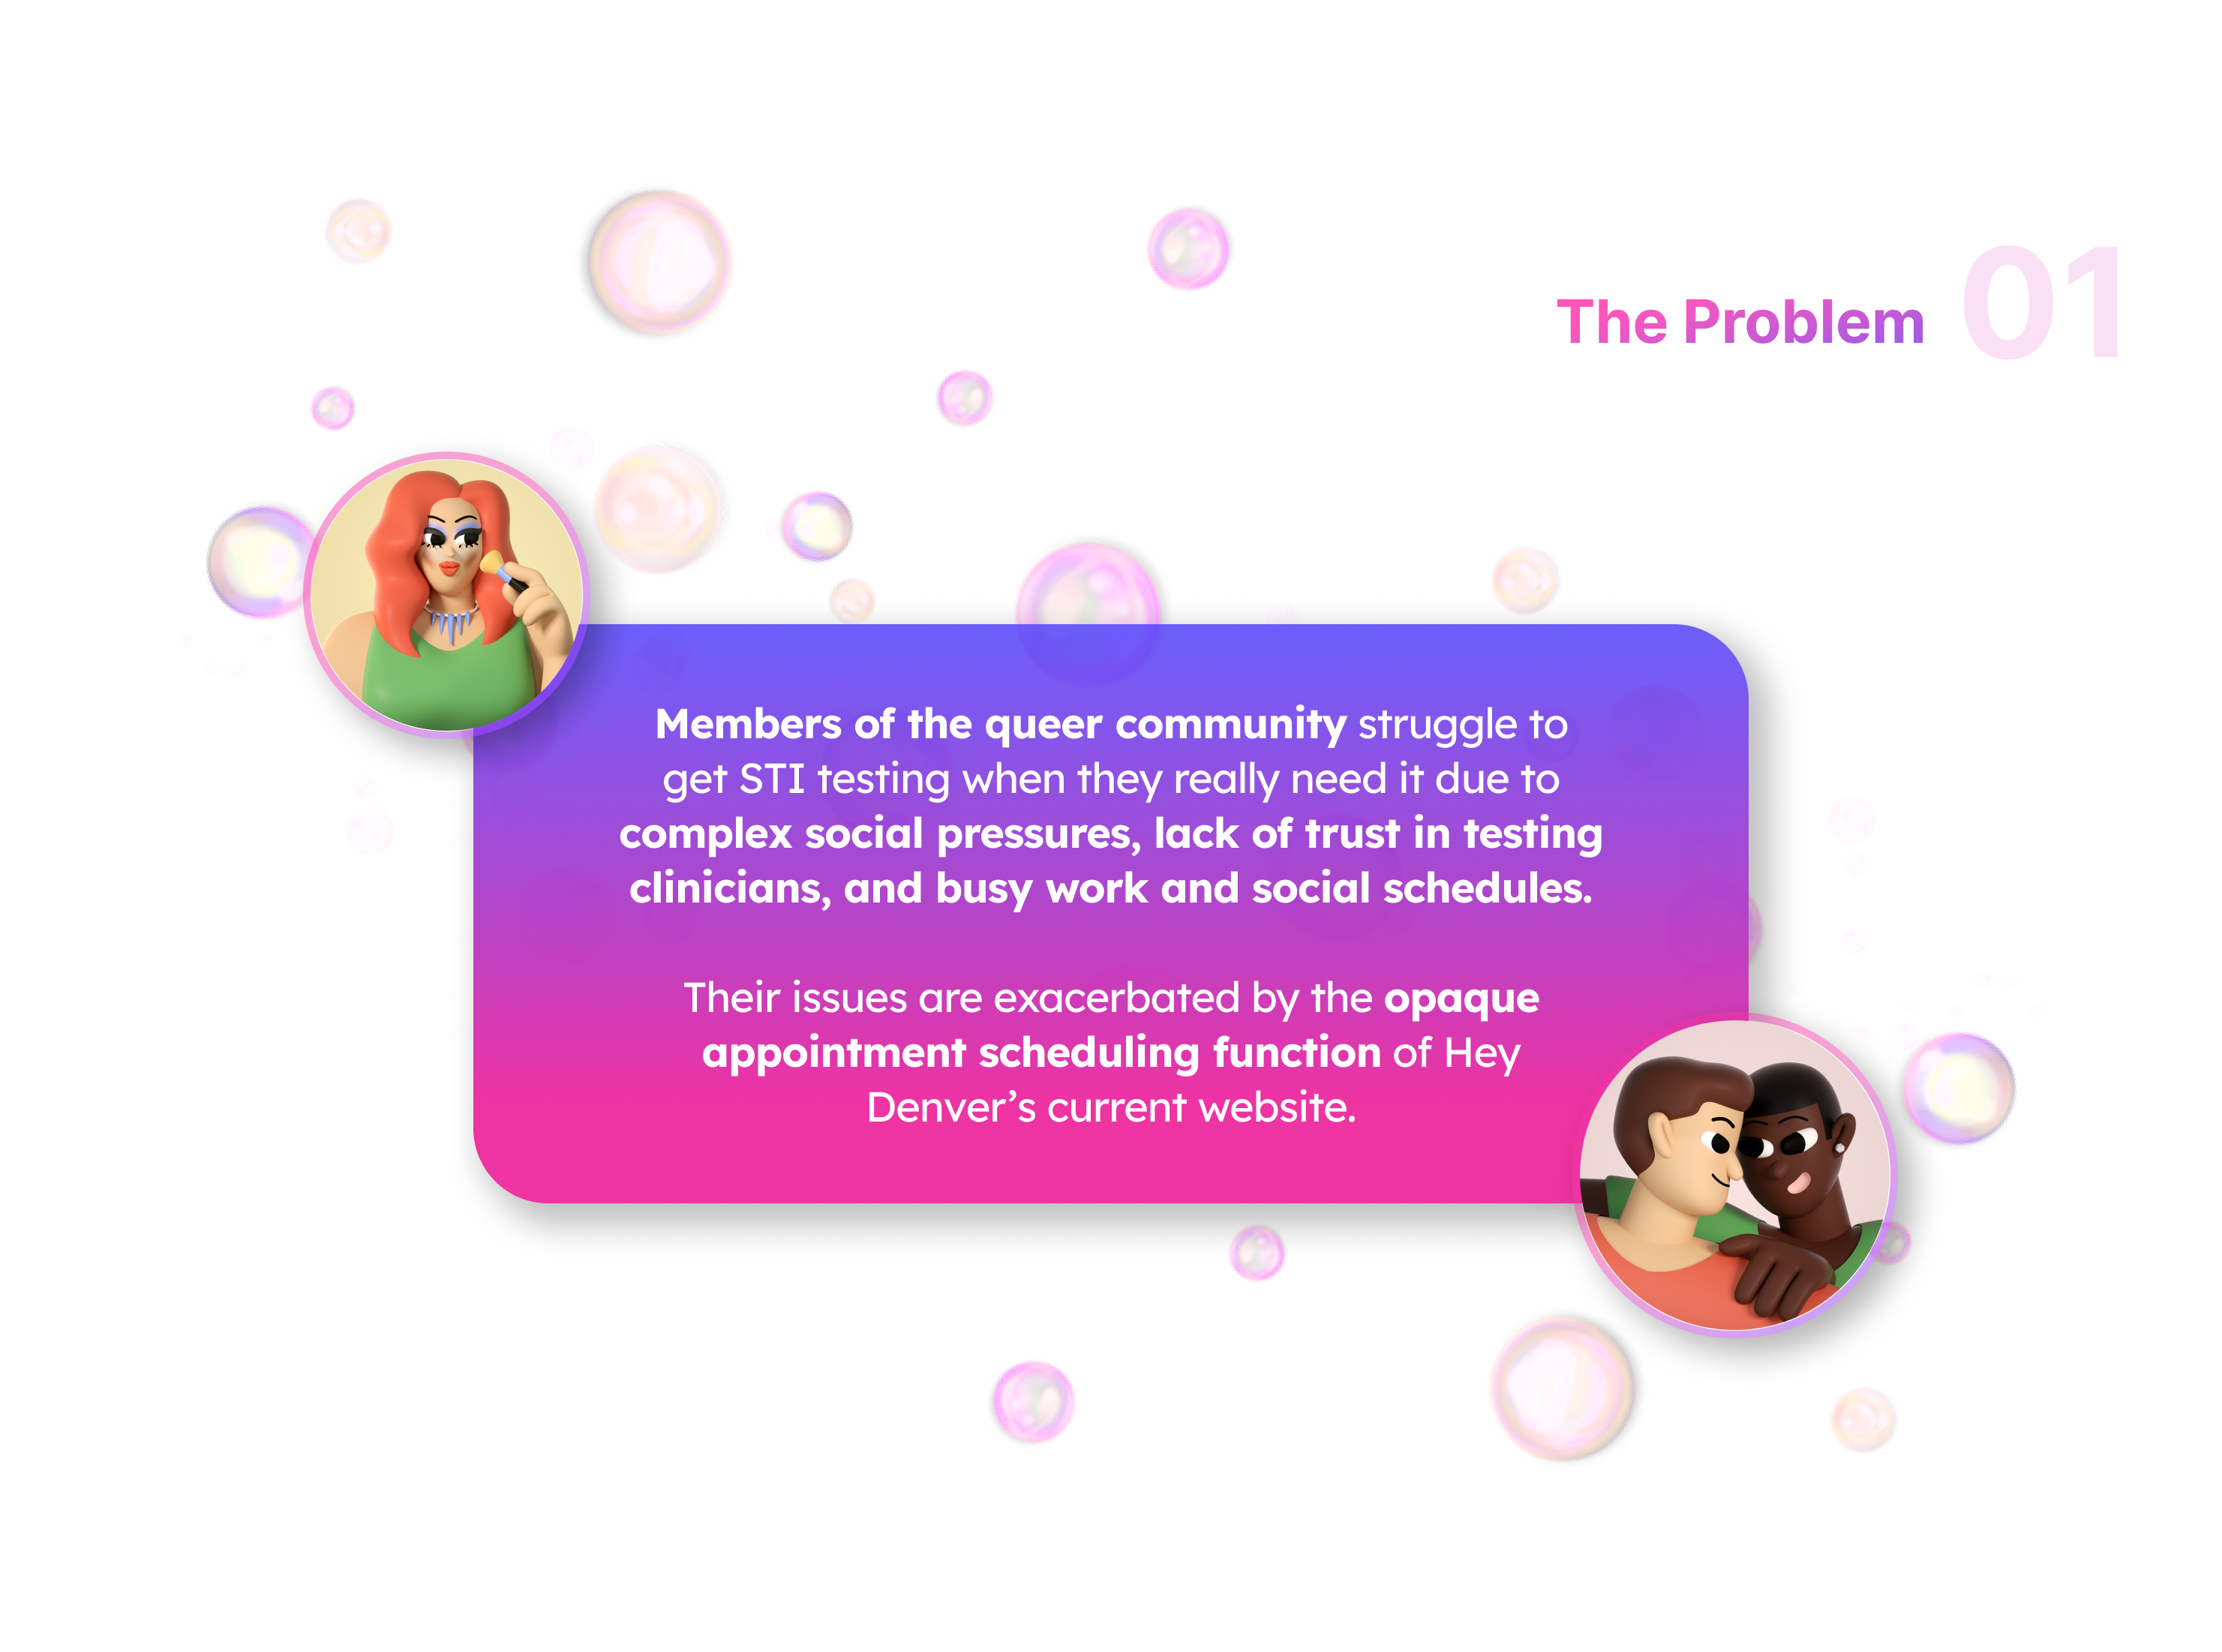 The Problem 01
Members of the queer community struggle to
get STI testing when they really need it due to
complex social pressures, lack of trust in testing
clinicians, and busy work and social schedules.
Their issues are exacerbated by the opaque
appointment scheduling function of Hey
Denver’s current website.